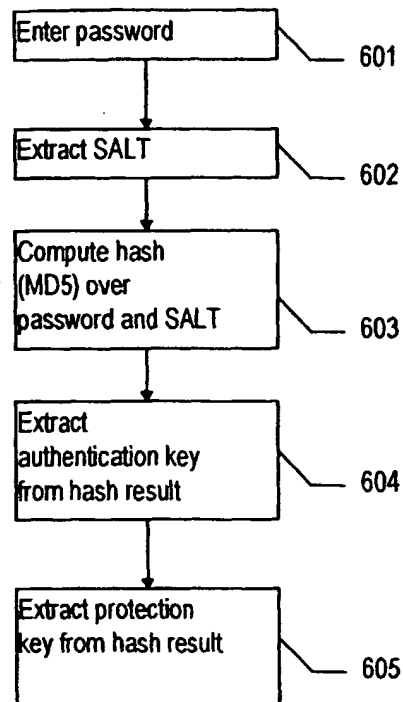 Enter password
601
Extract SALT
602
Compute hash
(MD5) over
password and SALT
603
Extract
authentication key
from hash result
604
Extract protection
key from hash result
605